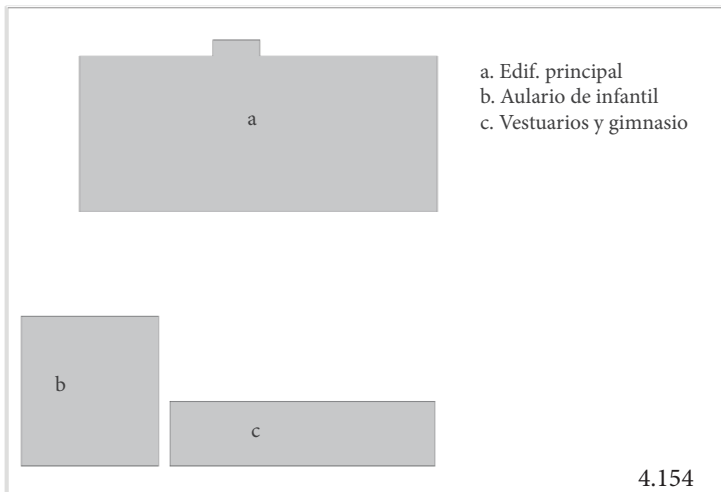 a. Edif. principal
b. Aulario de infantil
c. Vestuarios y gimnasio
a
b
c
4.154